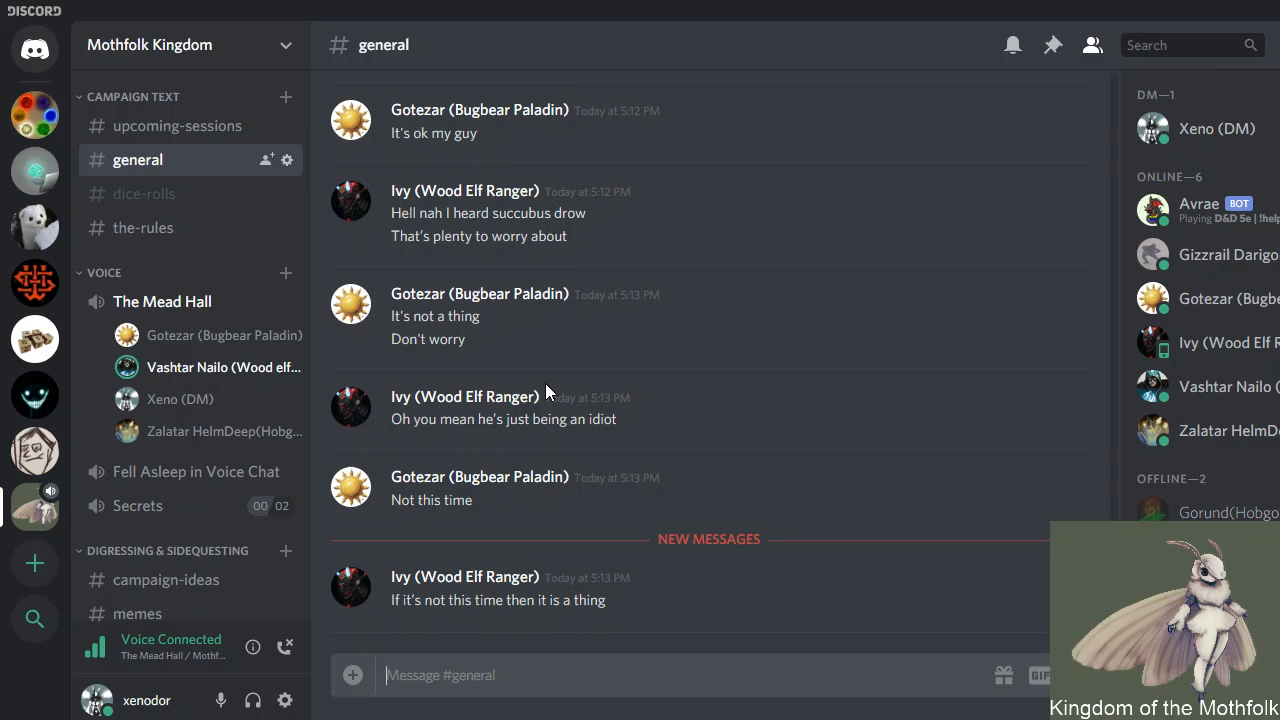 DISCORD
Mothfolk Kingdom
CAMPAIGN TEXT
upcoming-sessions
general
dice-rolls
the-rules
VOICE
The Mead Hall
Gotezar (Bugbear Paladin)
Vashtar Nailo (Wood elf...
Xeno (DM)
Zalatar HelmDeep(Hobg...
Fell Asleep in Voice Chat
Secrets 00 02
DIGRESSING & SIDEQUESTING
campaign-ideas
memes
Voice Connected
The Mead Hall / Mothf...
xenodor
general
Gotezar (Bugbear Paladin) Today at 5:12 PM
It's ok my guy
Ivy (Wood Elf Ranger) Today at 5:12 PM
Hell nah I heard succubus drow
That's plenty to worry about
Gotezar (Bugbear Paladin) Today at 5:13 PM
It's not a thing
Don't worry
Ivy (Wood Elf Ranger) day at 5:13 PM
Oh you mean he's just being an idiot
Gotezar (Bugbear Paladin) Today at 5:13 PM
Not this time
NEW MESSAGES
Ivy (Wood Elf Ranger) Today at 5:13 PM
If it's not this time then it is a thing
Message #general
GIF
Search
DM—1
Xeno (DM)
ONLINE—6
Avrae BOT
Playing D&D 5e | !help
Gizzrail Darigo
Gotezar (Bugbe
Ivy (Wood Elf R
Vashtar Nailo (
Zalatar HelmD
OFFLINE—2
Gorund(Hobgo
Kingdom of the Mothfolk